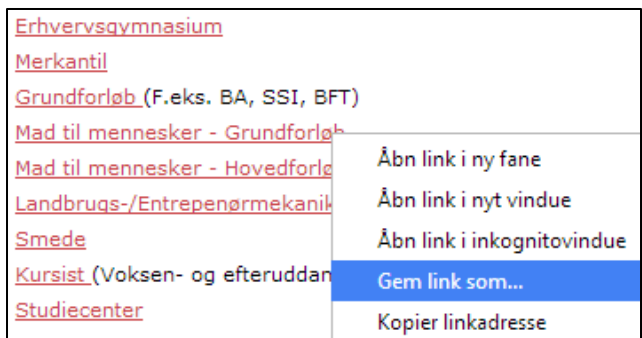 Erhvervsgymnasium
Merkantil
Grundforløb (F.eks. BA, SSI, BFT)
Mad til mennesker - Grundforløb
Mad til mennesker - Hovedforlø
Landbrugs-/Entrepenørmekanik
Smede
Kursist (Voksen- og efteruddan
Studiecenter
Åbn link i ny fane
Åbn link i nyt vindue
Åbn link i inkognitovindue
Gem link som...
Kopier linkadresse